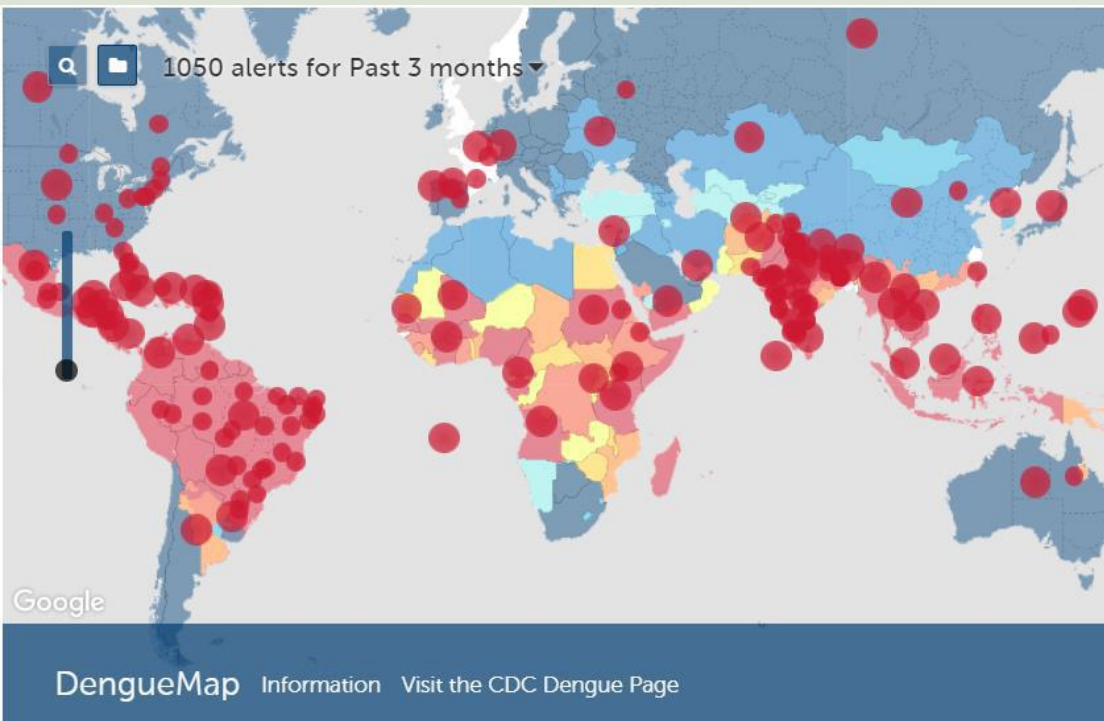 1050 alerts for Past 3 months
Google
DengueMap Information Visit the CDC Dengue Page